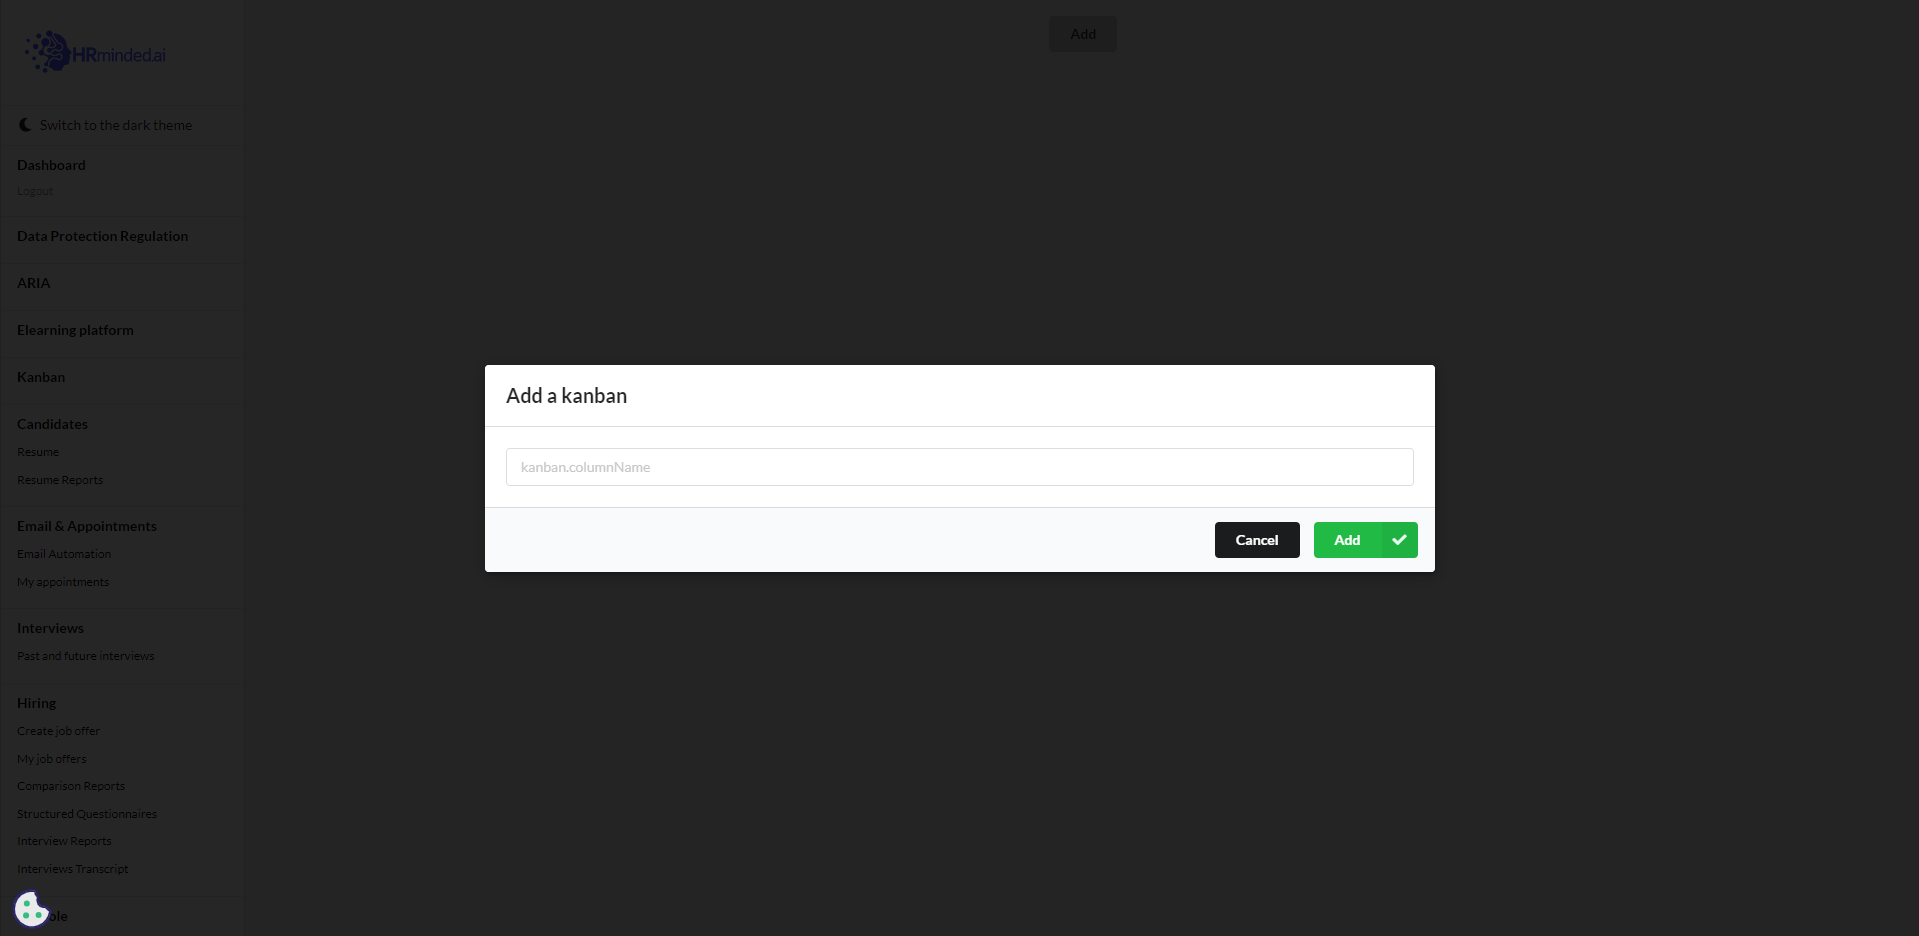 HRminded.ai
Add
Switch to the dark theme
Dashboard
Logout
Data Protection Regulation
ARIA
Elearning platform
Kanban
Candidates
Resume
Resume Reports
Email & Appointments
Email Automation
My appointments
Interviews
Past and future interviews
Hiring
Create job offer
My job offers
Comparison Reports
Structured Questionnaires
Interview Reports
Interviews Transcript
Add a kanban
kanban.columnName
Cancel
Add